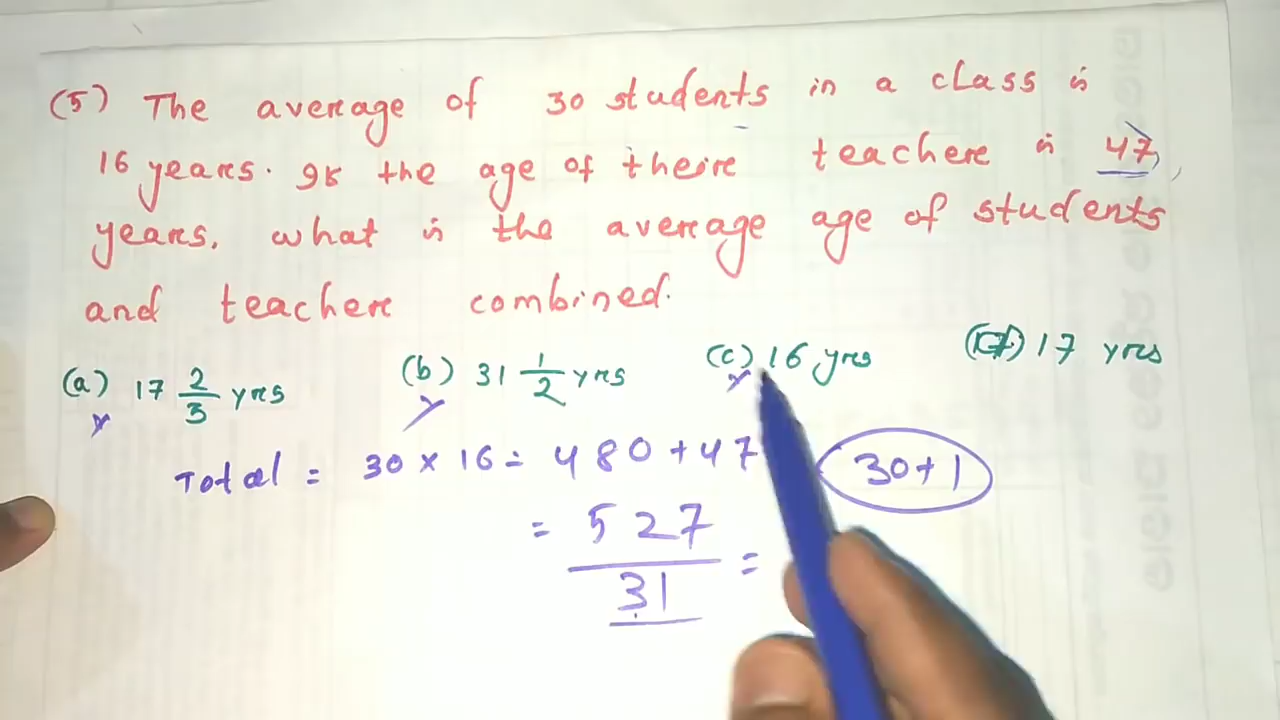 (5) The average of 30 students in a class is
16 years. If the age of their teacher is 47,
years, what is the average age of students
and teacher combined.
(a) 17 2/3 yrs (b) 31 1/2 yrs (c) 16 yrs (d) 17 yrs
Total = 30 × 16 = 480 + 47 30 + 1
= 527
31 =